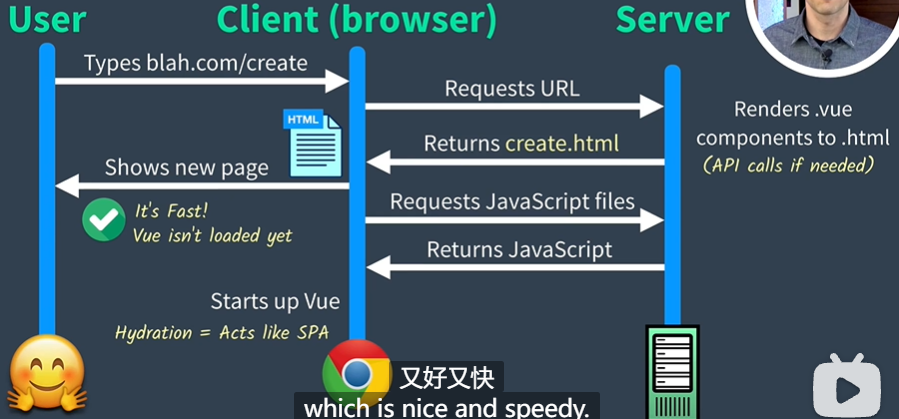 User
Client (browser)
Server
Types blah.com/create
Requests URL
Renders .vue
components to .html
(API calls if needed)
HTML
Returns create.html
Shows new page
It's Fast!
Vue isn't loaded yet
Requests JavaScript files
Returns JavaScript
Starts up Vue
Hydration = Acts like SPA
又好又快
which is nice and speedy.